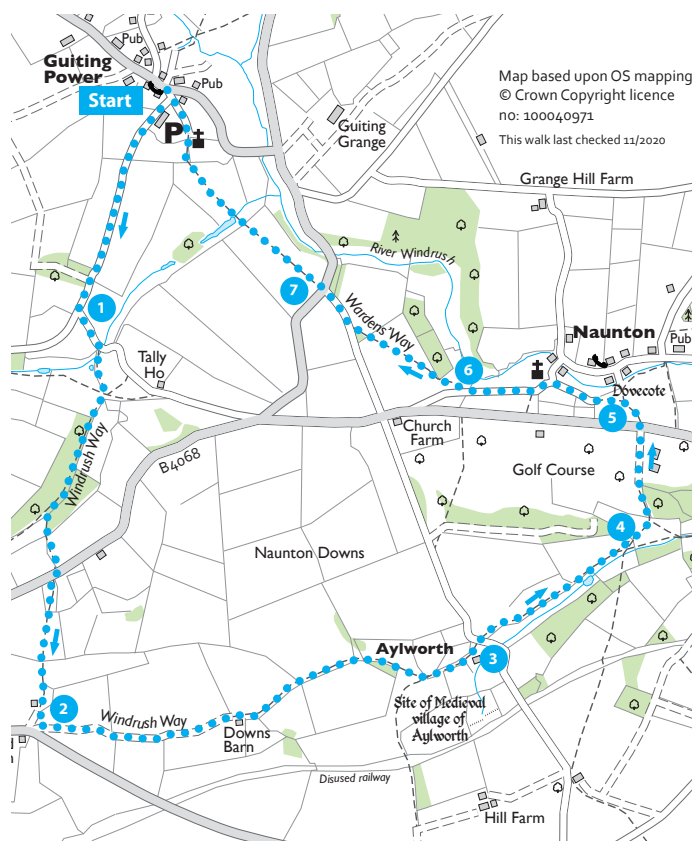 Pub
Guiting
Power
Pub
Start
P
Guiting
Grange
Map based upon OS mapping
© Crown Copyright licence
no: 100040971
This walk last checked 11/2020
Grange Hill Farm
River Windrush
7
Wardens' Way
1
Naunton
Pub
Tally
Ho
6
Dovecote
5
Church
Farm
Windrush Way
B4068
Golf Course
4
Naunton Downs
Aylworth
3
2
Windrush Way
Downs
Barn
Site of Medieval
village of
Aylworth
Disused railway
Hill Farm